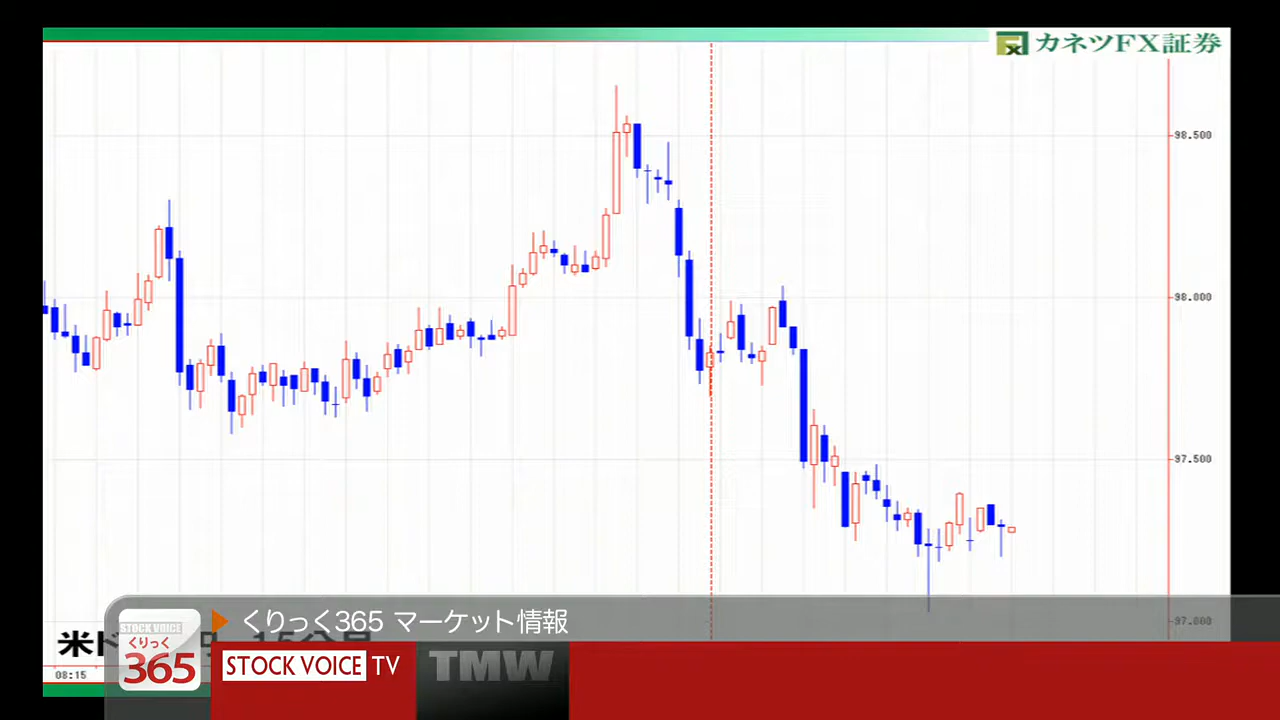 カネツFX証券
98.500
98.000
97.500
97.000
くりっく365 マーケット情報
STOCK VOICE
くりっく
365
08:15
STOCK VOICE TV
TMW